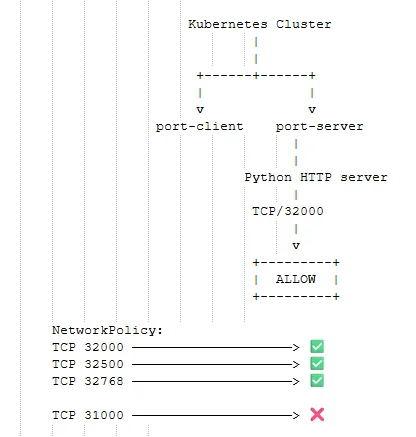 Kubernetes Cluster
|
|
+------+------+
| |
v v
port-client port-server
|
|
Python HTTP server
|
TCP/32000
|
v
+---------+
| ALLOW |
+---------+
NetworkPolicy:
TCP 32000 ────────────────────> ✅
TCP 32500 ────────────────────> ✅
TCP 32768 ────────────────────> ✅
TCP 31000 ────────────────────> ❌